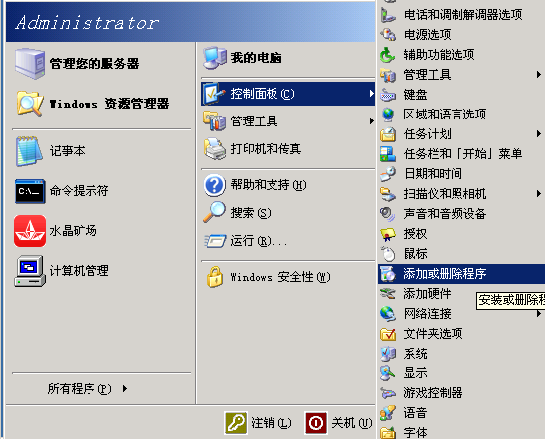 Administrator
管理您的服务器
Windows 资源管理器
记事本
命令提示符
水晶矿场
计算机管理
所有程序(P)
我的电脑
控制面板(C)
管理工具
打印机和传真
帮助和支持(H)
搜索(S)
运行(R)...
Windows 安全性(W)
注销(L)
关机(U)
电话和调制解调器选项
电源选项
辅助功能选项
管理工具
键盘
区域和语言选项
任务计划
任务栏和「开始」菜单
日期和时间
扫描仪和照相机
声音和音频设备
授权
鼠标
添加或删除程序
添加硬件
安装或删除程
网络连接
文件夹选项
系统
显示
游戏控制器
语音
字体
C:\_